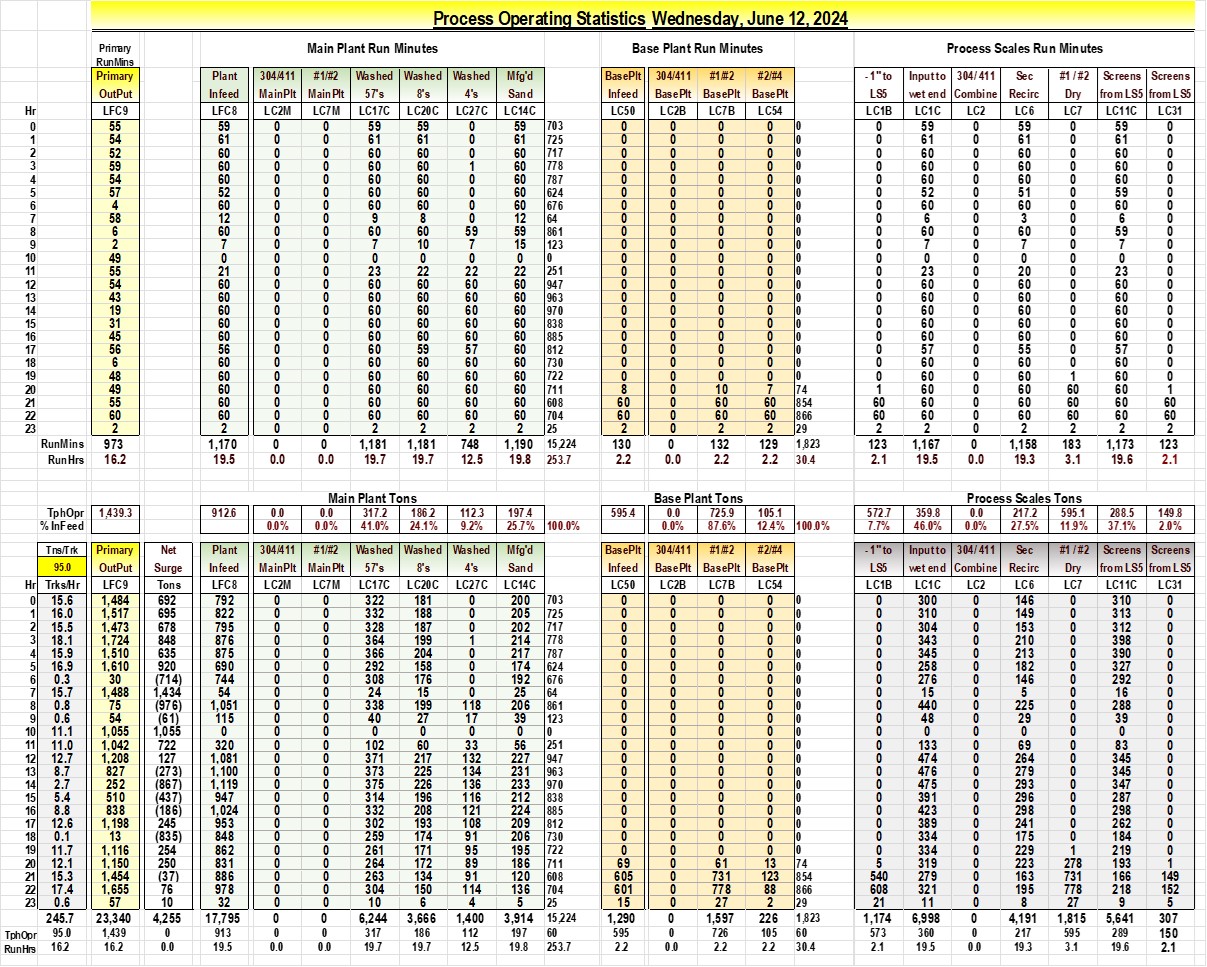 Process Operating Statistics Wednesday, June 12, 2024
Primary Main Plant Run Minutes Base Plant Run Minutes Process Scales Run Minutes
RunMins
Primary Plant 304/411 #1/#2 Washed Washed Washed Mfg'd BasePlt 304/411 #1/#2 #2/#4 -1" to Input to 304/411 Sec #1/#2 Screens Screens
OutPut Infeed MainPlt MainPlt 57's 8's 4's Sand Infeed BasePlt BasePlt BasePlt LS5 wet end Combine Recirc Dry from LS5 from LS5
Hr LFC9 LFC8 LC2M LC7M LC17C LC20C LC27C LC14C LC50 LC2B LC7B LC54 LC1B LC1C LC2 LC6 LC7 LC11C LC31
0 55 59 0 0 59 59 0 59 703 0 0 0 0 0 0 59 0 59 0 59 0
1 54 61 0 0 61 61 0 61 725 0 0 0 0 0 0 61 0 61 0 61 0
2 52 60 0 0 60 60 0 60 717 0 0 0 0 0 0 60 0 60 0 60 0
3 59 60 0 0 60 60 1 60 778 0 0 0 0 0 0 60 0 60 0 60 0
4 54 60 0 0 60 60 0 60 787 0 0 0 0 0 0 60 0 60 0 60 0
5 57 52 0 0 60 60 0 60 624 0 0 0 0 0 0 52 0 51 0 59 0
6 4 60 0 0 60 60 0 60 676 0 0 0 0 0 0 60 0 60 0 60 0
7 58 12 0 0 9 8 0 12 64 0 0 0 0 0 0 6 0 3 0 6 0
8 6 60 0 0 60 60 59 59 861 0 0 0 0 0 0 60 0 60 0 59 0
9 2 7 0 0 7 10 7 15 123 0 0 0 0 0 0 7 0 7 0 7 0
10 49 0 0 0 0 0 0 0 0 0 0 0 0 0 0 0 0 0 0 0 0
11 55 21 0 0 23 22 22 22 251 0 0 0 0 0 0 23 0 20 0 23 0
12 54 60 0 0 60 60 60 60 947 0 0 0 0 0 0 60 0 60 0 60 0
13 43 60 0 0 60 60 60 60 963 0 0 0 0 0 0 60 0 60 0 60 0
14 19 60 0 0 60 60 60 60 970 0 0 0 0 0 0 60 0 60 0 60 0
15 31 60 0 0 60 60 60 60 838 0 0 0 0 0 0 60 0 60 0 60 0
16 45 60 0 0 60 60 60 60 885 0 0 0 0 0 0 60 0 60 0 60 0
17 56 56 0 0 60 59 57 60 812 0 0 0 0 0 0 57 0 55 0 57 0
18 6 60 0 0 60 60 60 60 730 0 0 0 0 0 0 60 0 60 0 60 0
19 48 60 0 0 60 60 60 60 722 0 0 0 0 0 0 60 0 60 1 60 0
20 49 60 0 0 60 60 60 60 711 8 0 10 7 74 1 60 0 60 60 60 1
21 55 60 0 0 60 60 60 60 608 60 0 60 60 854 60 60 0 60 60 60 60
22 60 60 0 0 60 60 60 60 704 60 0 60 60 866 60 60 0 60 60 60 60
23 2 2 0 0 2 2 2 2 25 2 0 2 2 29 2 2 0 2 2 2 2
RunMins 973 1,170 0 0 1,181 1,181 748 1,190 15,224 130 0 132 129 1,823 123 1,167 0 1,158 183 1,173 123
RunHrs 16.2 19.5 0.0 0.0 19.7 19.7 12.5 19.8 253.7 2.2 0.0 2.2 2.2 30.4 2.1 19.5 0.0 19.3 3.1 19.6 2.1
Main Plant Tons Base Plant Tons Process Scales Tons
TphOpr 1,439.3 912.6 0.0 0.0 317.2 186.2 112.3 197.4 595.4 0.0 725.9 105.1 572.7 359.8 0.0 217.2 595.1 288.5 149.8
% InFeed 0.0% 0.0% 41.0% 24.1% 9.2% 25.7% 100.0% 0.0% 87.6% 12.4% 100.0% 7.7% 46.0% 0.0% 27.5% 11.9% 37.1% 2.0%
Tns/Trk Primary Net Plant 304/411 #1/#2 Washed Washed Washed Mfg'd BasePlt 304/411 #1/#2 #2/#4 -1" to Input to 304/411 Sec #1/#2 Screens Screens
95.0 OutPut Surge Infeed MainPlt MainPlt 57's 8's 4's Sand Infeed BasePlt BasePlt BasePlt LS5 wet end Combine Recirc Dry from LS5 from LS5
Hr Trks/Hr LFC9 Tons LFC8 LC2M LC7M LC17C LC20C LC27C LC14C LC50 LC2B LC7B LC54 LC1B LC1C LC2 LC6 LC7 LC11C LC31
0 15.6 1,484 692 792 0 0 322 181 0 200 703 0 0 0 0 0 0 300 0 146 0 310 0
1 16.0 1,517 695 822 0 0 332 188 0 205 725 0 0 0 0 0 0 310 0 149 0 313 0
2 15.5 1,473 678 795 0 0 328 187 0 202 717 0 0 0 0 0 0 304 0 153 0 312 0
3 18.1 1,724 848 876 0 0 364 199 1 214 778 0 0 0 0 0 0 343 0 210 0 398 0
4 15.9 1,510 635 875 0 0 366 204 0 217 787 0 0 0 0 0 0 345 0 213 0 390 0
5 16.9 1,610 920 690 0 0 292 158 0 174 624 0 0 0 0 0 0 258 0 182 0 327 0
6 0.3 30 (714) 744 0 0 308 176 0 192 676 0 0 0 0 0 0 276 0 146 0 292 0
7 15.7 1,488 1,434 54 0 0 24 15 0 25 64 0 0 0 0 0 0 15 0 5 0 16 0
8 0.8 75 (976) 1,051 0 0 338 199 118 206 861 0 0 0 0 0 0 440 0 225 0 288 0
9 0.6 54 (61) 115 0 0 40 27 17 39 123 0 0 0 0 0 0 48 0 29 0 39 0
10 11.1 1,055 1,055 0 0 0 0 0 0 0 0 0 0 0 0 0 0 0 0 0 0 0 0
11 11.0 1,042 722 320 0 0 102 60 33 56 251 0 0 0 0 0 0 133 0 69 0 83 0
12 12.7 1,208 127 1,081 0 0 371 217 132 227 947 0 0 0 0 0 0 474 0 264 0 345 0
13 8.7 827 (273) 1,100 0 0 373 225 134 231 963 0 0 0 0 0 0 476 0 279 0 345 0
14 2.7 252 (867) 1,119 0 0 375 226 136 233 970 0 0 0 0 0 0 475 0 293 0 347 0
15 5.4 510 (437) 947 0 0 314 196 116 212 838 0 0 0 0 0 0 391 0 296 0 287 0
16 8.8 838 (186) 1,024 0 0 332 208 121 224 885 0 0 0 0 0 0 423 0 298 0 298 0
17 12.6 1,198 245 953 0 0 302 193 108 209 812 0 0 0 0 0 0 389 0 241 0 262 0
18 0.1 13 (835) 848 0 0 259 174 91 206 730 0 0 0 0 0 0 334 0 175 0 184 0
19 11.7 1,116 254 862 0 0 261 171 95 195 722 0 0 0 0 0 0 334 0 229 1 219 0
20 12.1 1,150 250 831 0 0 264 172 89 186 711 69 0 61 13 74 5 319 0 223 278 193 1
21 15.3 1,454 (37) 886 0 0 263 134 91 120 608 605 0 731 123 854 540 279 0 163 731 166 149
22 17.4 1,655 76 978 0 0 304 150 114 136 704 601 0 778 88 866 608 321 0 195 778 218 152
23 0.6 57 10 32 0 0 10 6 4 5 25 15 0 27 2 29 21 11 0 8 27 9 5
245.7 23,340 4,255 17,795 0 0 6,244 3,666 1,400 3,914 15,224 1,290 0 1,597 226 1,823 1,174 6,998 0 4,191 1,815 5,641 307
TphOpr 95.0 1,439 0 913 0 0 317 186 112 197 60 595 0 726 105 60 573 360 0 217 595 289 150
RunHrs 16.2 16.2 0.0 19.5 0.0 0.0 19.7 19.7 12.5 19.8 253.7 2.2 0.0 2.2 2.2 30.4 2.1 19.5 0.0 19.3 3.1 19.6 2.1